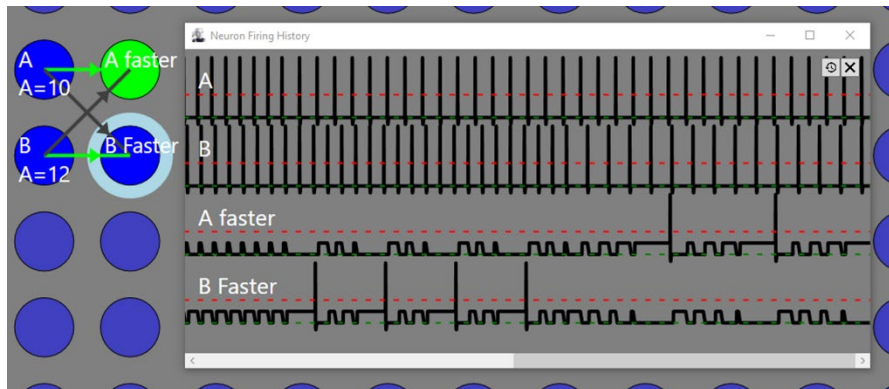 Neuron Firing History
A
A faster
A=10
B
B Faster
A=12
A
B
A faster
B Faster